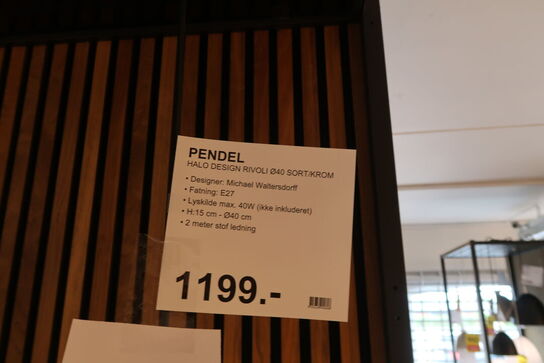 PENDEL
HALO DESIGN RIVOLI Ø40 SORT/KROM
• Designer: Michael Waltersdorff
• Fatning: E27
• Lyskilde max. 40W (ikke inkluderet)
• H:15 cm - Ø40 cm
• 2 meter stof ledning
1199.-